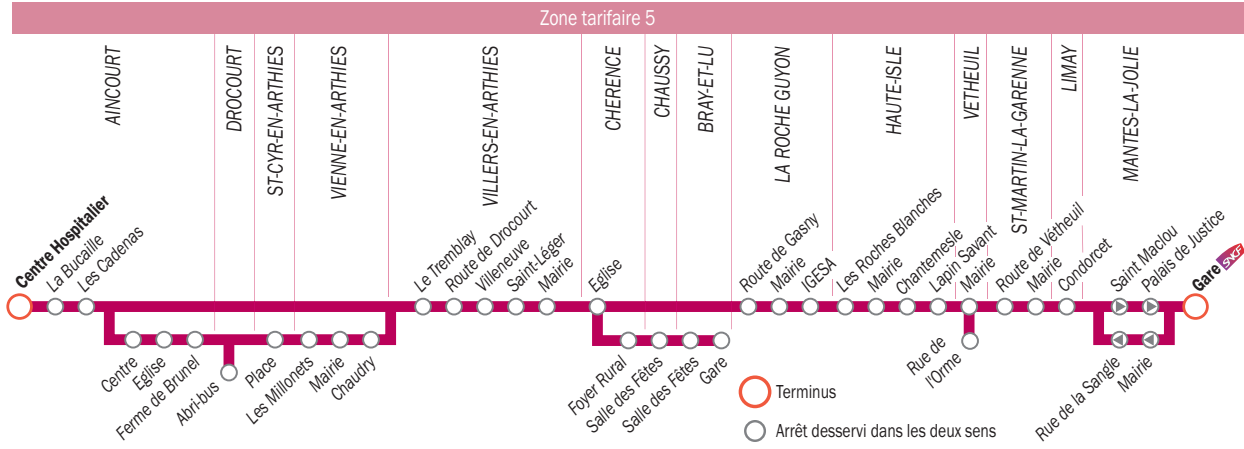 Zone tarifaire 5
AINCOURT
DROCOURT
ST-CYR-EN-ARTHIES
VIENNE-EN-ARTHIES
VILLERS-EN-ARTHIES
CHERENCE
CHAUSSY
BRAY-ET-LU
LA ROCHE GUYON
HAUTE-ISLE
VETHEUIL
ST-MARTIN-LA-GARENNE
LIMAY
MANTES-LA-JOLIE
Centre Hospitalier
La Bucaille
Les Cadenas
Le Tremblay
Route de Drocourt
Villeneuve
Saint-Léger
Mairie
Eglise
Route de Gasny
Mairie
IGESA
Les Roches Blanches
Mairie
Chantemesle
Lapin Savant
Mairie
Route de Vétheuil
Mairie
Condorcet
Saint Maclou
Palais de Justice
Gare SNCF
Centre
Eglise
Ferme de Brunel
Abri-bus
Place
Les Millonets
Mairie
Chaudry
Foyer Rural
Salle des Fêtes
Salle des Fêtes
Gare
Rue de
l'Orme
Rue de la Sangle
Mairie
Terminus
Arrêt desservi dans les deux sens